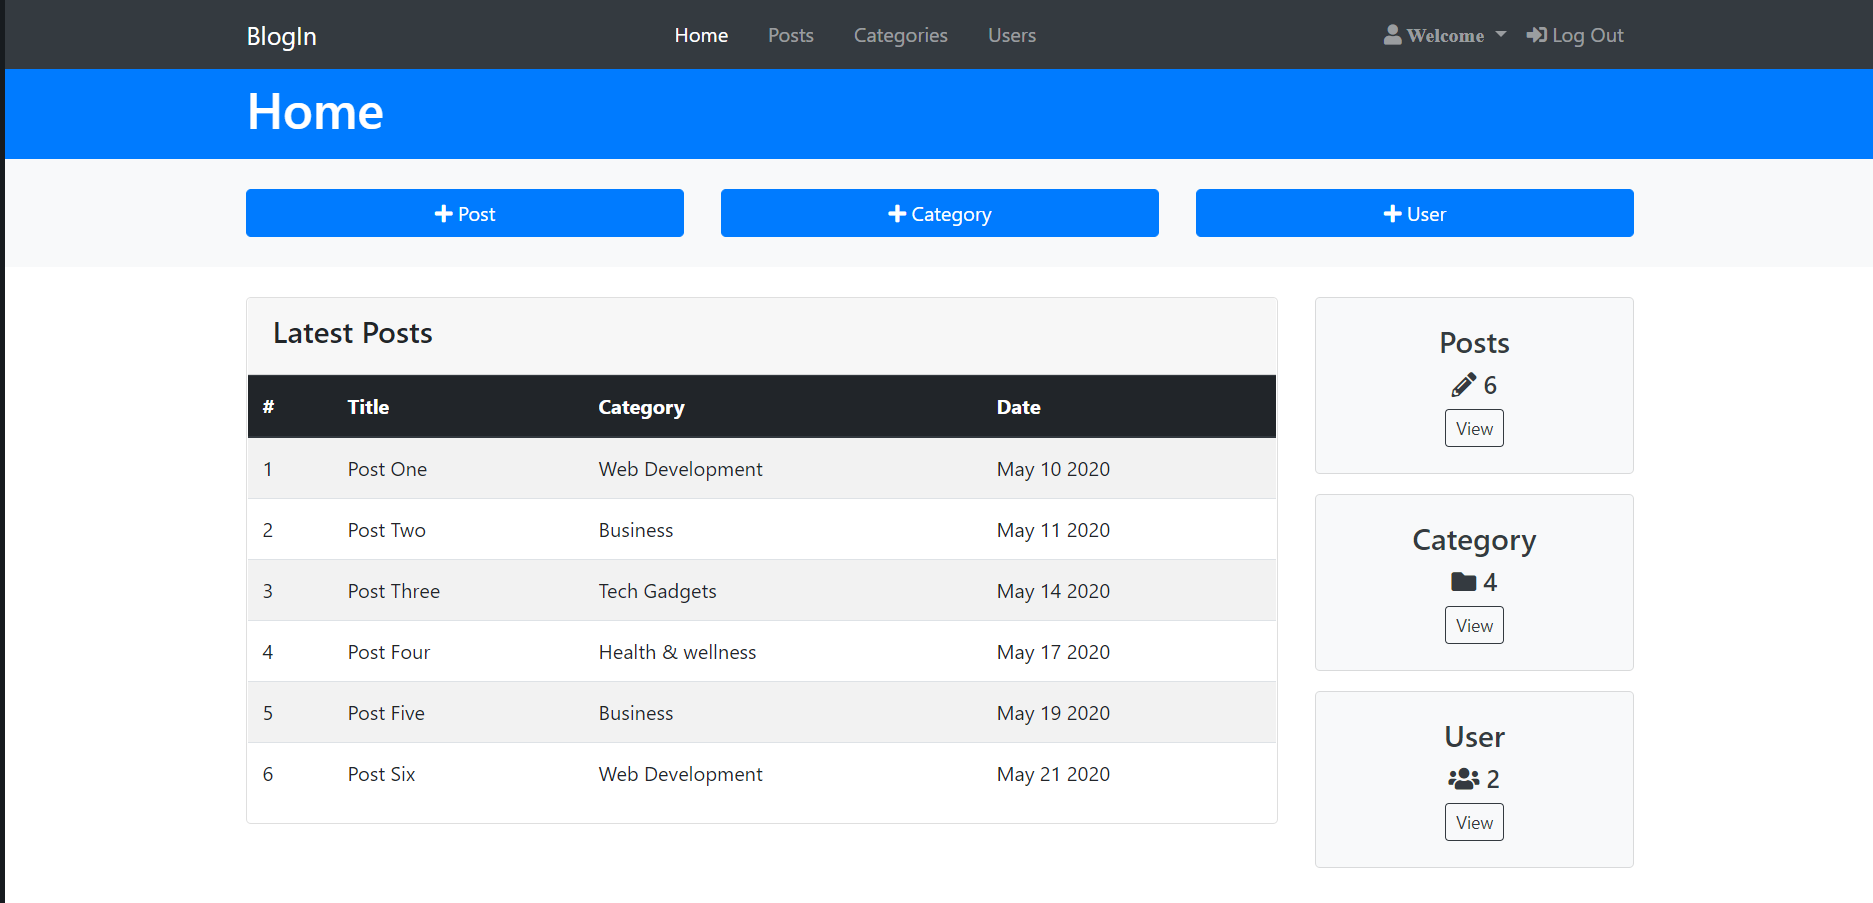 BlogIn Home Posts Categories Users Welcome Log Out
Home
Post Category User
Latest Posts
# Title Category Date
1 Post One Web Development May 10 2020
2 Post Two Business May 11 2020
3 Post Three Tech Gadgets May 14 2020
4 Post Four Health & wellness May 17 2020
5 Post Five Business May 19 2020
6 Post Six Web Development May 21 2020
Posts
6
View
Category
4
View
User
2
View